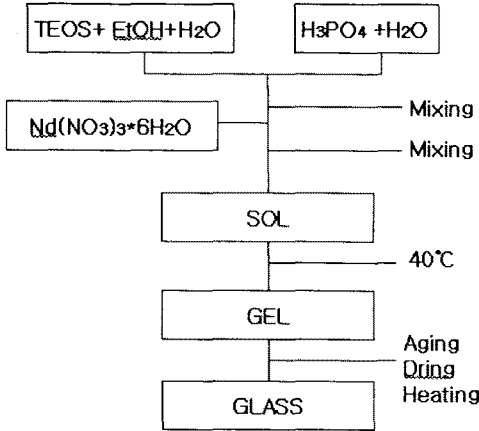 TEOS+ EtOH+H2O
H3PO4 +H2O
Mixing
Nd(NO3)3*6H2O
Mixing
SOL
40°C
GEL
Aging
Dring
Heating
GLASS